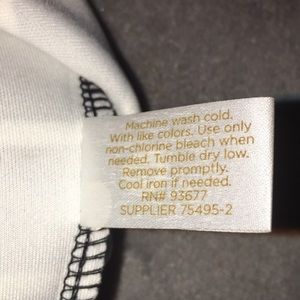 Machine wash cold.
With like colors. Use only
non-chlorine bleach when
needed. Tumble dry low.
Remove promptly.
Cool iron if needed.
RN# 93677
SUPPLIER 75495-2